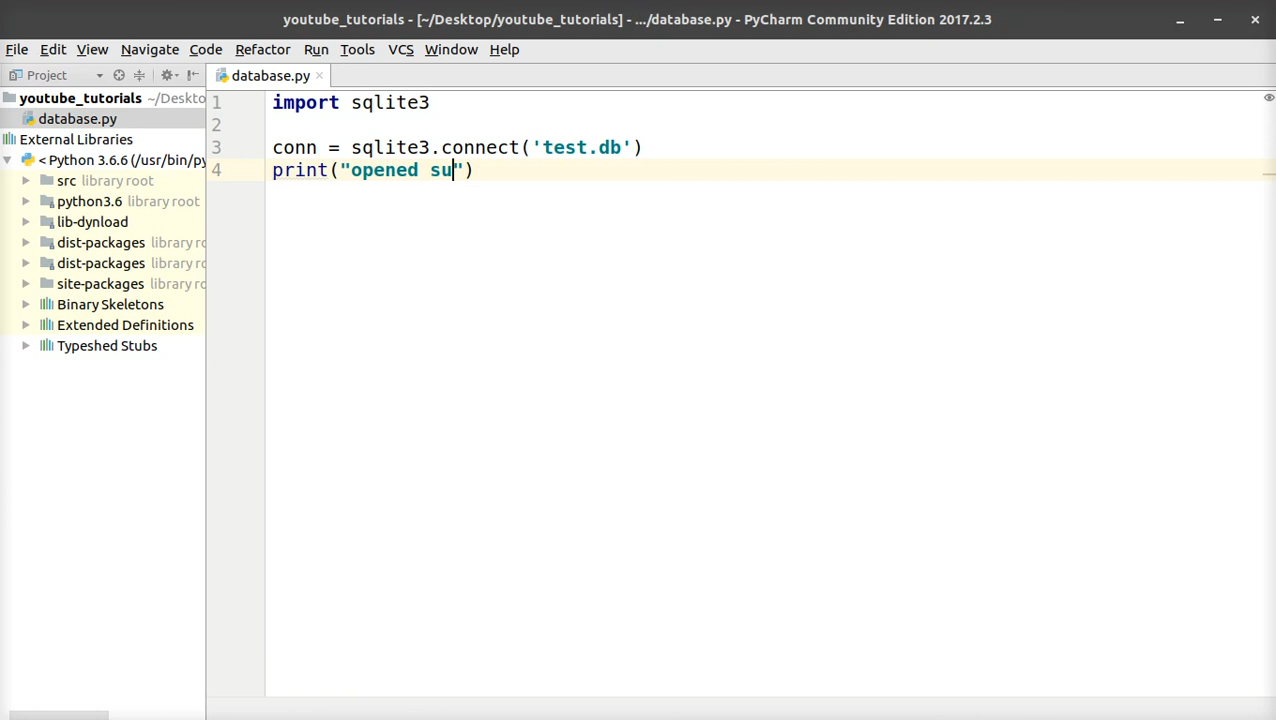 youtube_tutorials - [~/Desktop/youtube_tutorials] - .../database.py - PyCharm Community Edition 2017.2.3
File Edit View Navigate Code Refactor Run Tools VCS Window Help
Project
database.py
youtube_tutorials ~/Deskto
database.py
External Libraries
< Python 3.6.6 (/usr/bin/py
src library root
python3.6 library root
lib-dynload
dist-packages library ro
dist-packages library ro
site-packages library ro
Binary Skeletons
Extended Definitions
Typeshed Stubs
1 import sqlite3
2
3 conn = sqlite3.connect('test.db')
4 print("opened su")